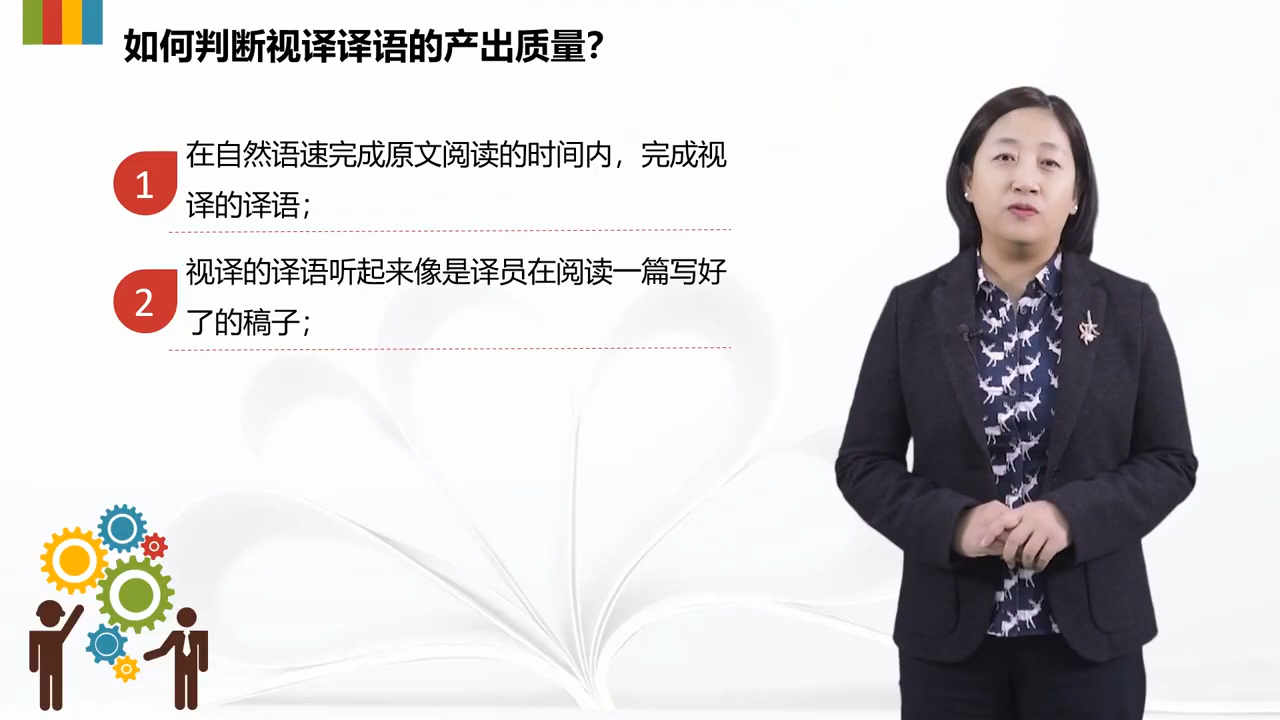 如何判断视译译语的产出质量？
1
在自然语速完成原文阅读的时间内，完成视
译的译语；
2
视译的译语听起来像是译员在阅读一篇写好
了的稿子；